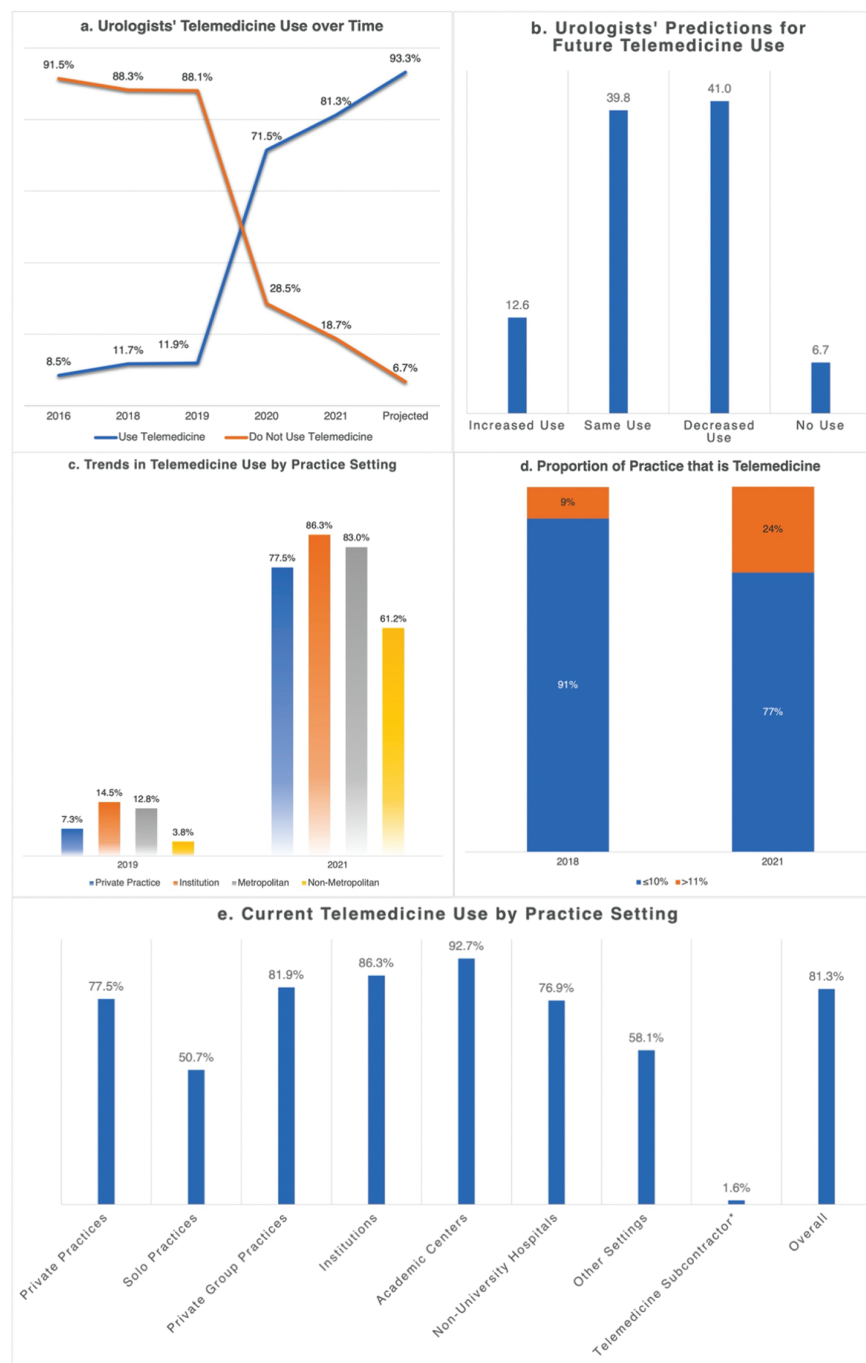 a. Urologists' Telemedicine Use over Time
91.5%
88.3%
88.1%
71.5%
81.3%
93.3%
8.5%
11.7%
11.9%
28.5%
18.7%
6.7%
2016
2018
2019
2020
2021
Projected
Use Telemedicine
Do Not Use Telemedicine
b. Urologists' Predictions for
Future Telemedicine Use
12.6
39.8
41.0
6.7
Increased Use
Same Use
Decreased
Use
No Use
c. Trends in Telemedicine Use by Practice Setting
7.3%
14.5%
12.8%
3.8%
77.5%
86.3%
83.0%
61.2%
2019
2021
Private Practice
Institution
Metropolitan
Non-Metropolitan
d. Proportion of Practice that is Telemedicine
9%
91%
24%
77%
2018
2021
≤10%
>11%
e. Current Telemedicine Use by Practice Setting
77.5%
50.7%
81.9%
86.3%
92.7%
76.9%
58.1%
1.6%
81.3%
Private Practices
Solo Practices
Private Group Practices
Institutions
Academic Centers
Non-University Hospitals
Other Settings
Telemedicine Subcontractor*
Overall